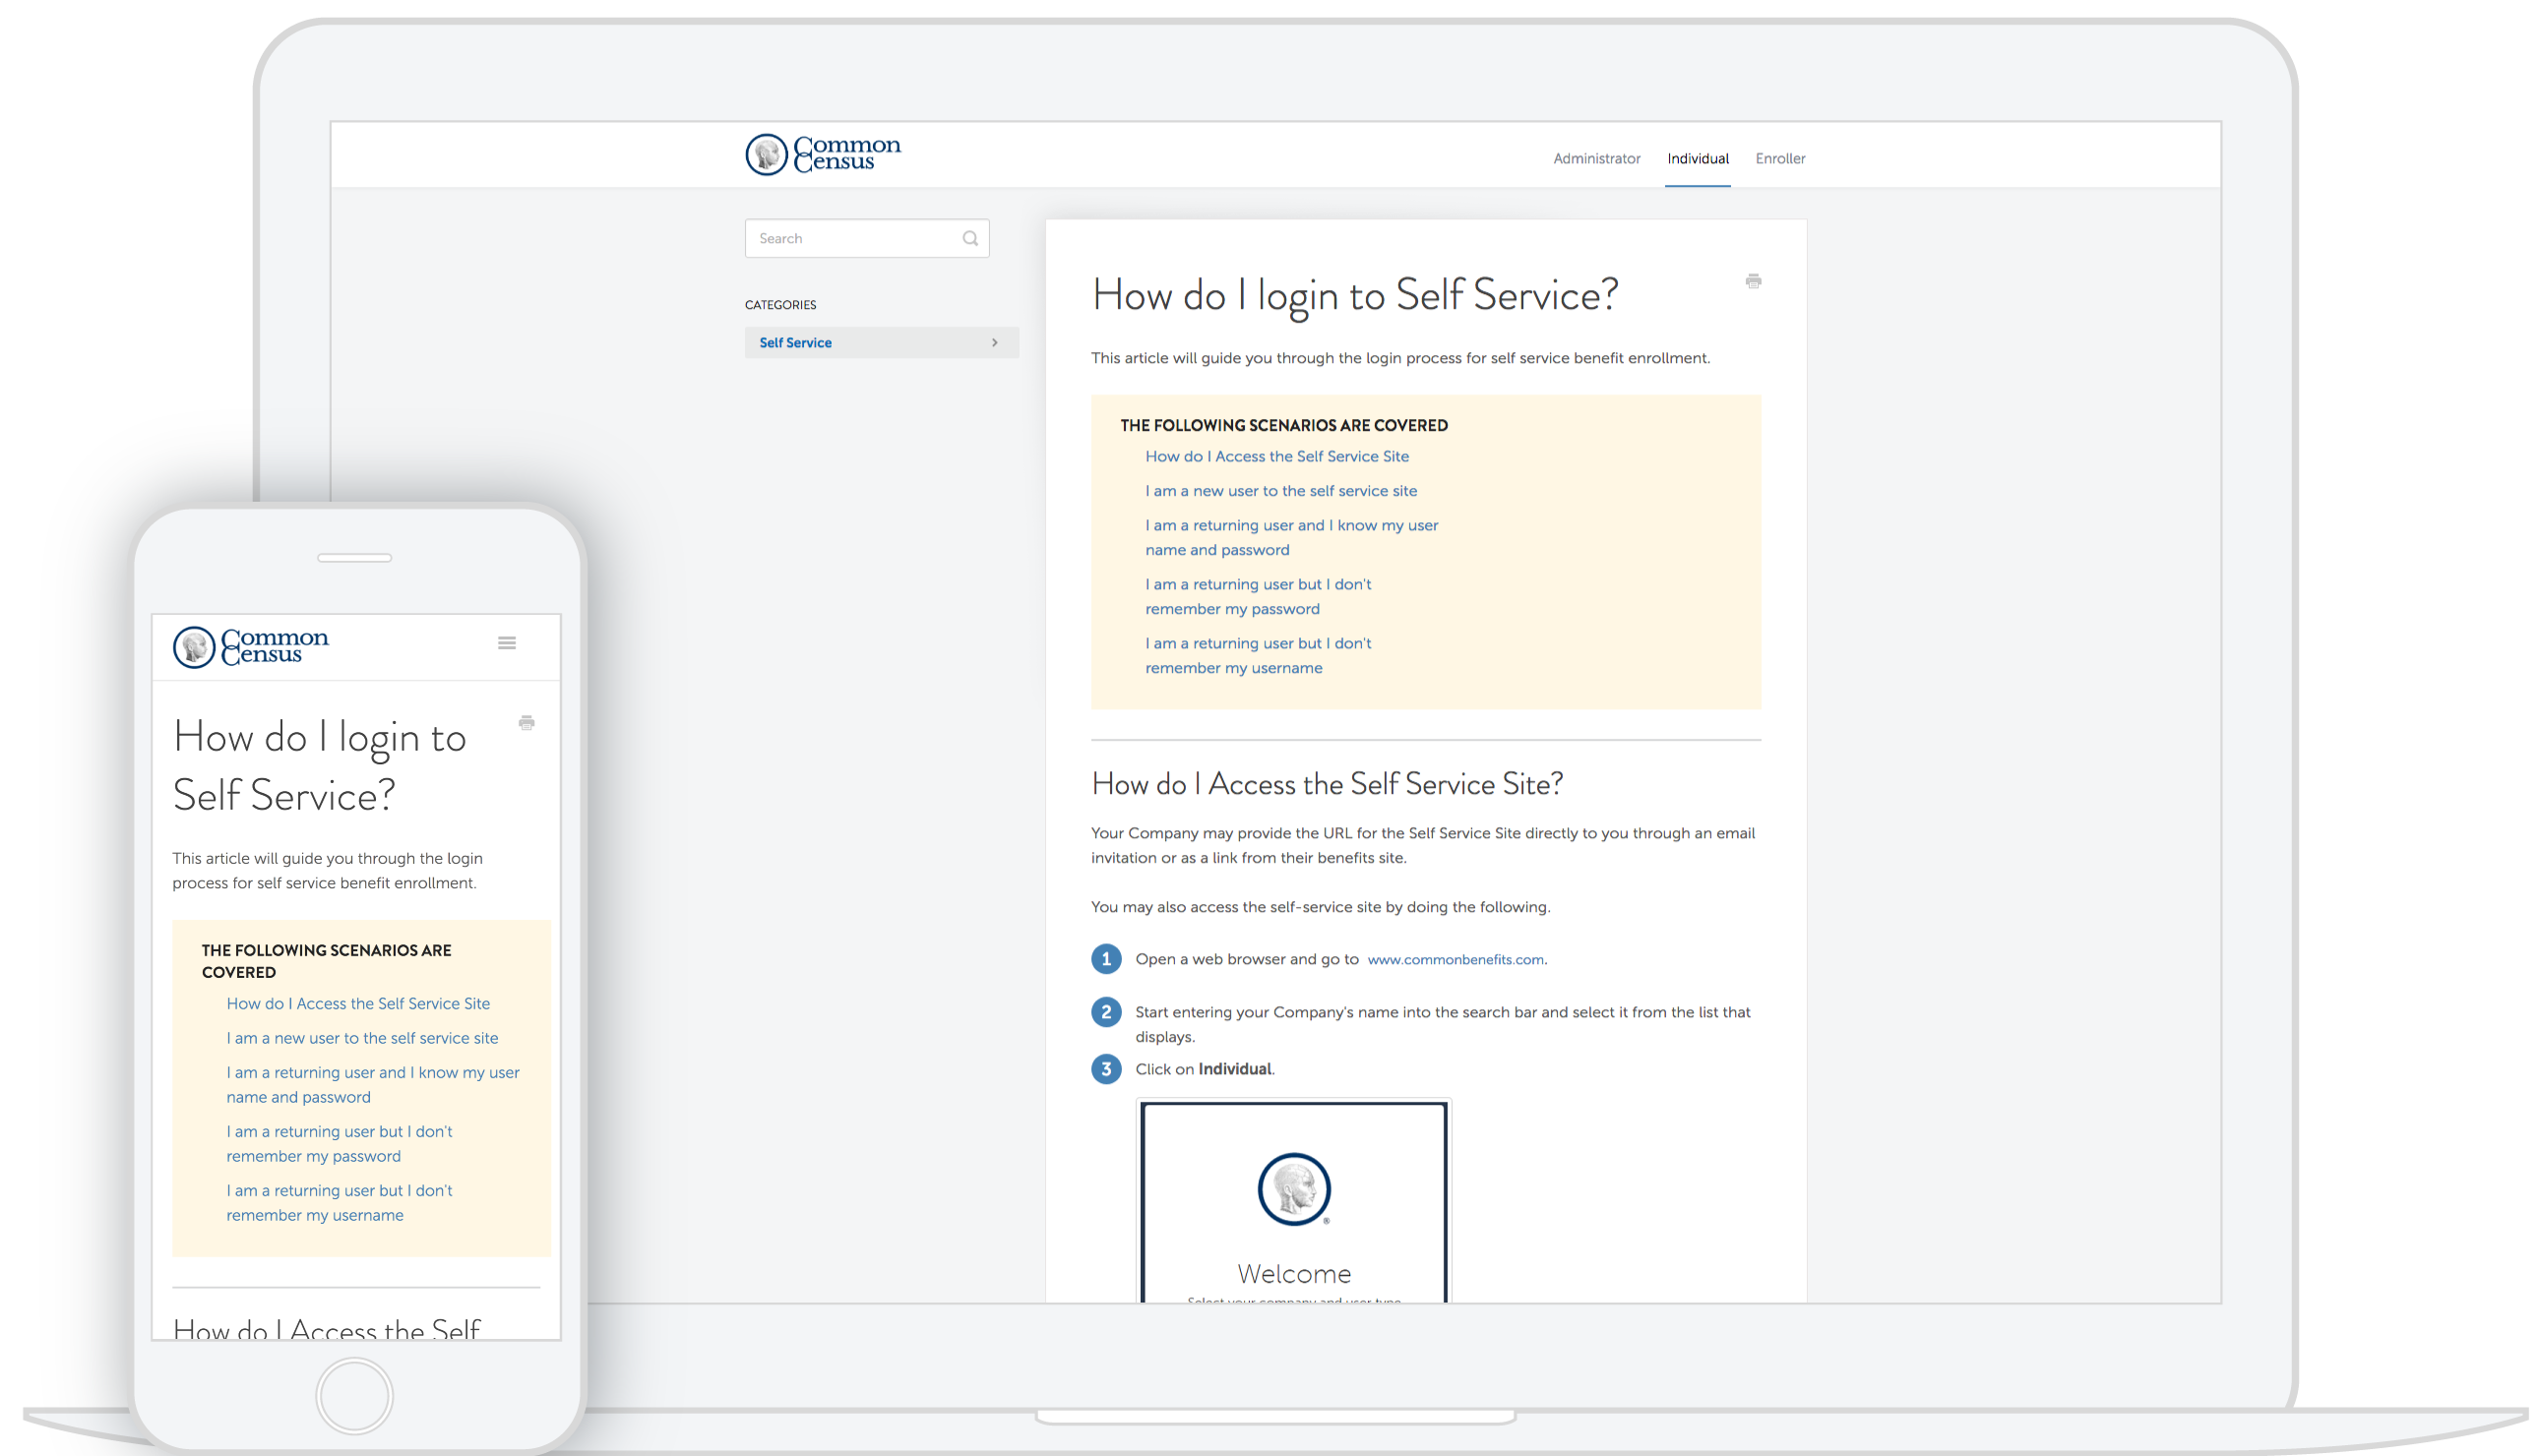 Common
Census
Administrator Individual Enroller
Search
CATEGORIES
Self Service
How do I login to Self Service?
This article will guide you through the login process for self service benefit enrollment.
THE FOLLOWING SCENARIOS ARE COVERED
How do I Access the Self Service Site
I am a new user to the self service site
I am a returning user and I know my user
name and password
I am a returning user but I don't
remember my password
I am a returning user but I don't
remember my username
How do I Access the Self Service Site?
Your Company may provide the URL for the Self Service Site directly to you through an email
invitation or as a link from their benefits site.
You may also access the self-service site by doing the following.
1 Open a web browser and go to www.commonbenefits.com.
2 Start entering your Company's name into the search bar and select it from the list that
displays.
3 Click on Individual.
®
Welcome
Select your company and user type
Common
Census
How do I login to
Self Service?
This article will guide you through the login
process for self service benefit enrollment.
THE FOLLOWING SCENARIOS ARE
COVERED
How do I Access the Self Service Site
I am a new user to the self service site
I am a returning user and I know my user
name and password
I am a returning user but I don't
remember my password
I am a returning user but I don't
remember my username
How do I Access the Self